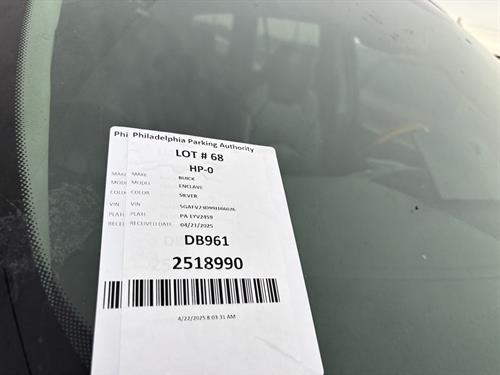 Philadelphia Parking Authority
LOT # 68
HP-0
MAKE BUICK
MODEL ENCLAVE
COLOR SILVER
VIN
PLATE PA LYV2459
RECEIVED DATE 04/21/2025
DB961
2518990
4/22/2025 8:03:31 AM